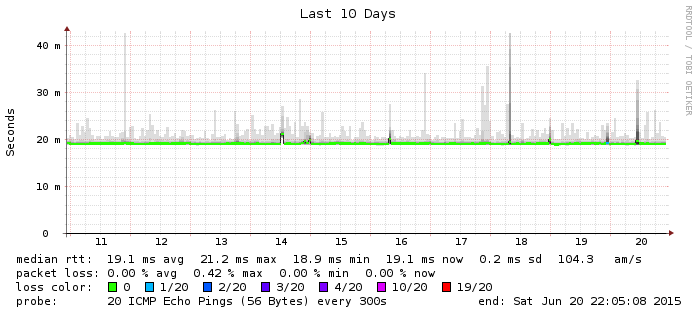 Last 10 Days
RRDTOOL / TOBI OETIKER
Seconds
40 m
30 m
20 m
10 m
0
11 12 13 14 15 16 17 18 19 20
median rtt: 19.1 ms avg 21.2 ms max 18.9 ms min 19.1 ms now 0.2 ms sd 104.3 am/s
packet loss: 0.00 % avg 0.42 % max 0.00 % min 0.00 % now
loss color: 0 1/20 2/20 3/20 4/20 10/20 19/20
probe: 20 ICMP Echo Pings (56 Bytes) every 300s end: Sat Jun 20 22:05:08 2015